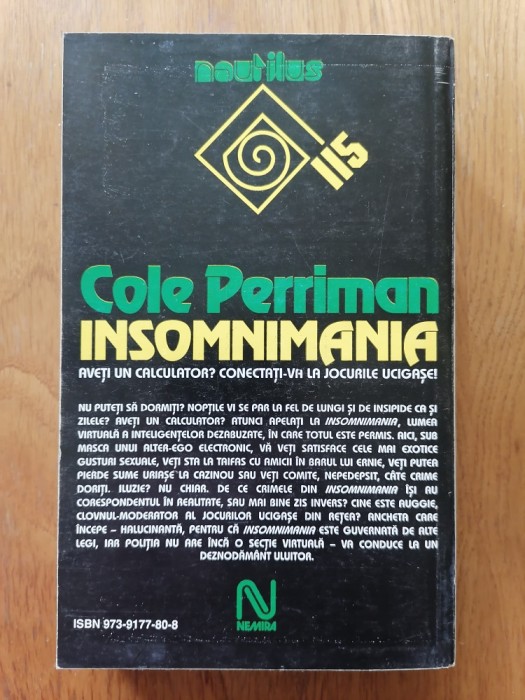 nautilus
115
Cole Perriman
INSOMNIMANIA
AVEȚI UN CALCULATOR? CONECTAȚI-VĂ LA JOCURILE UCIGAȘE!
NU PUTEȚI SĂ DORMIȚI? NOPȚILE VI SE PAR LA FEL DE LUNGI ȘI DE INSIPIDE CA ȘI
ZILELE? AVEȚI UN CALCULATOR? ATUNCI APELAȚI LA INSOMNIMANIA, LUMEA
VIRTUALĂ A INTELIGENȚELOR DEZABUZATE, ÎN CARE TOTUL ESTE PERMIS. AICI, SUB
MASCA UNUI ALTER-EGO ELECTRONIC, VĂ VEȚI SATISFACE CELE MAI EXOTICE
GUSTURI SEXUALE, VEȚI STA LA TAIFAS CU AMICII ÎN BARUL LUI ERNIE, VEȚI PUTEA
PIERDE SUME URIAȘE LA CAZINOU SAU VEȚI COMITE, NEPEDEPSIT, CÂTE CRIME
DORIȚI. ILUZIE? NU CHIAR. DE CE CRIMELE DIN INSOMNIMANIA ÎȘI AU
CORESPONDENTUL ÎN REALITATE, SAU MAI BINE ZIS INVERS? CINE ESTE AUGGIE,
CLOVNUL-MODERATOR AL JOCURILOR UCIGAȘE DIN REȚEA? ANCHETA CARE
ÎNCEPE – HALUCINANTĂ, PENTRU CĂ INSOMNIMANIA ESTE GUVERNATĂ DE ALTE
LEGI, IAR POLIȚIA NU ARE ÎNCĂ O SECȚIE VIRTUALĂ – VA CONDUCE LA UN
DEZNODĂMÂNT ULUITOR.
NEMIRA
ISBN 973-9177-80-8